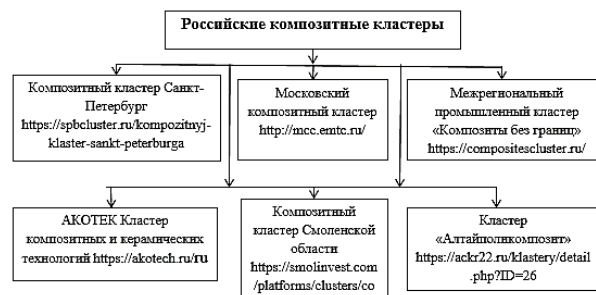 Российские композитные кластеры
Композитный кластер Санкт-
Петербург
https://spbcluster.ru/kompozitnyj-
klaster-sankt-peterburga
Московский
композитный кластер
http://mcc.emtc.ru/
Межрегиональный
промышленный кластер
«Композиты без границ»
https://compositescluster.ru/
АКОТЕК Кластер
композитных и керамических
технологий https://akotech.ru/ru
Композитный
кластер Смоленской
области
https://smolinvest.com
/platforms/clusters/co
Кластер
«Алтайполикомпозит»
https://ackr22.ru/klastery/detail
.php?ID=26